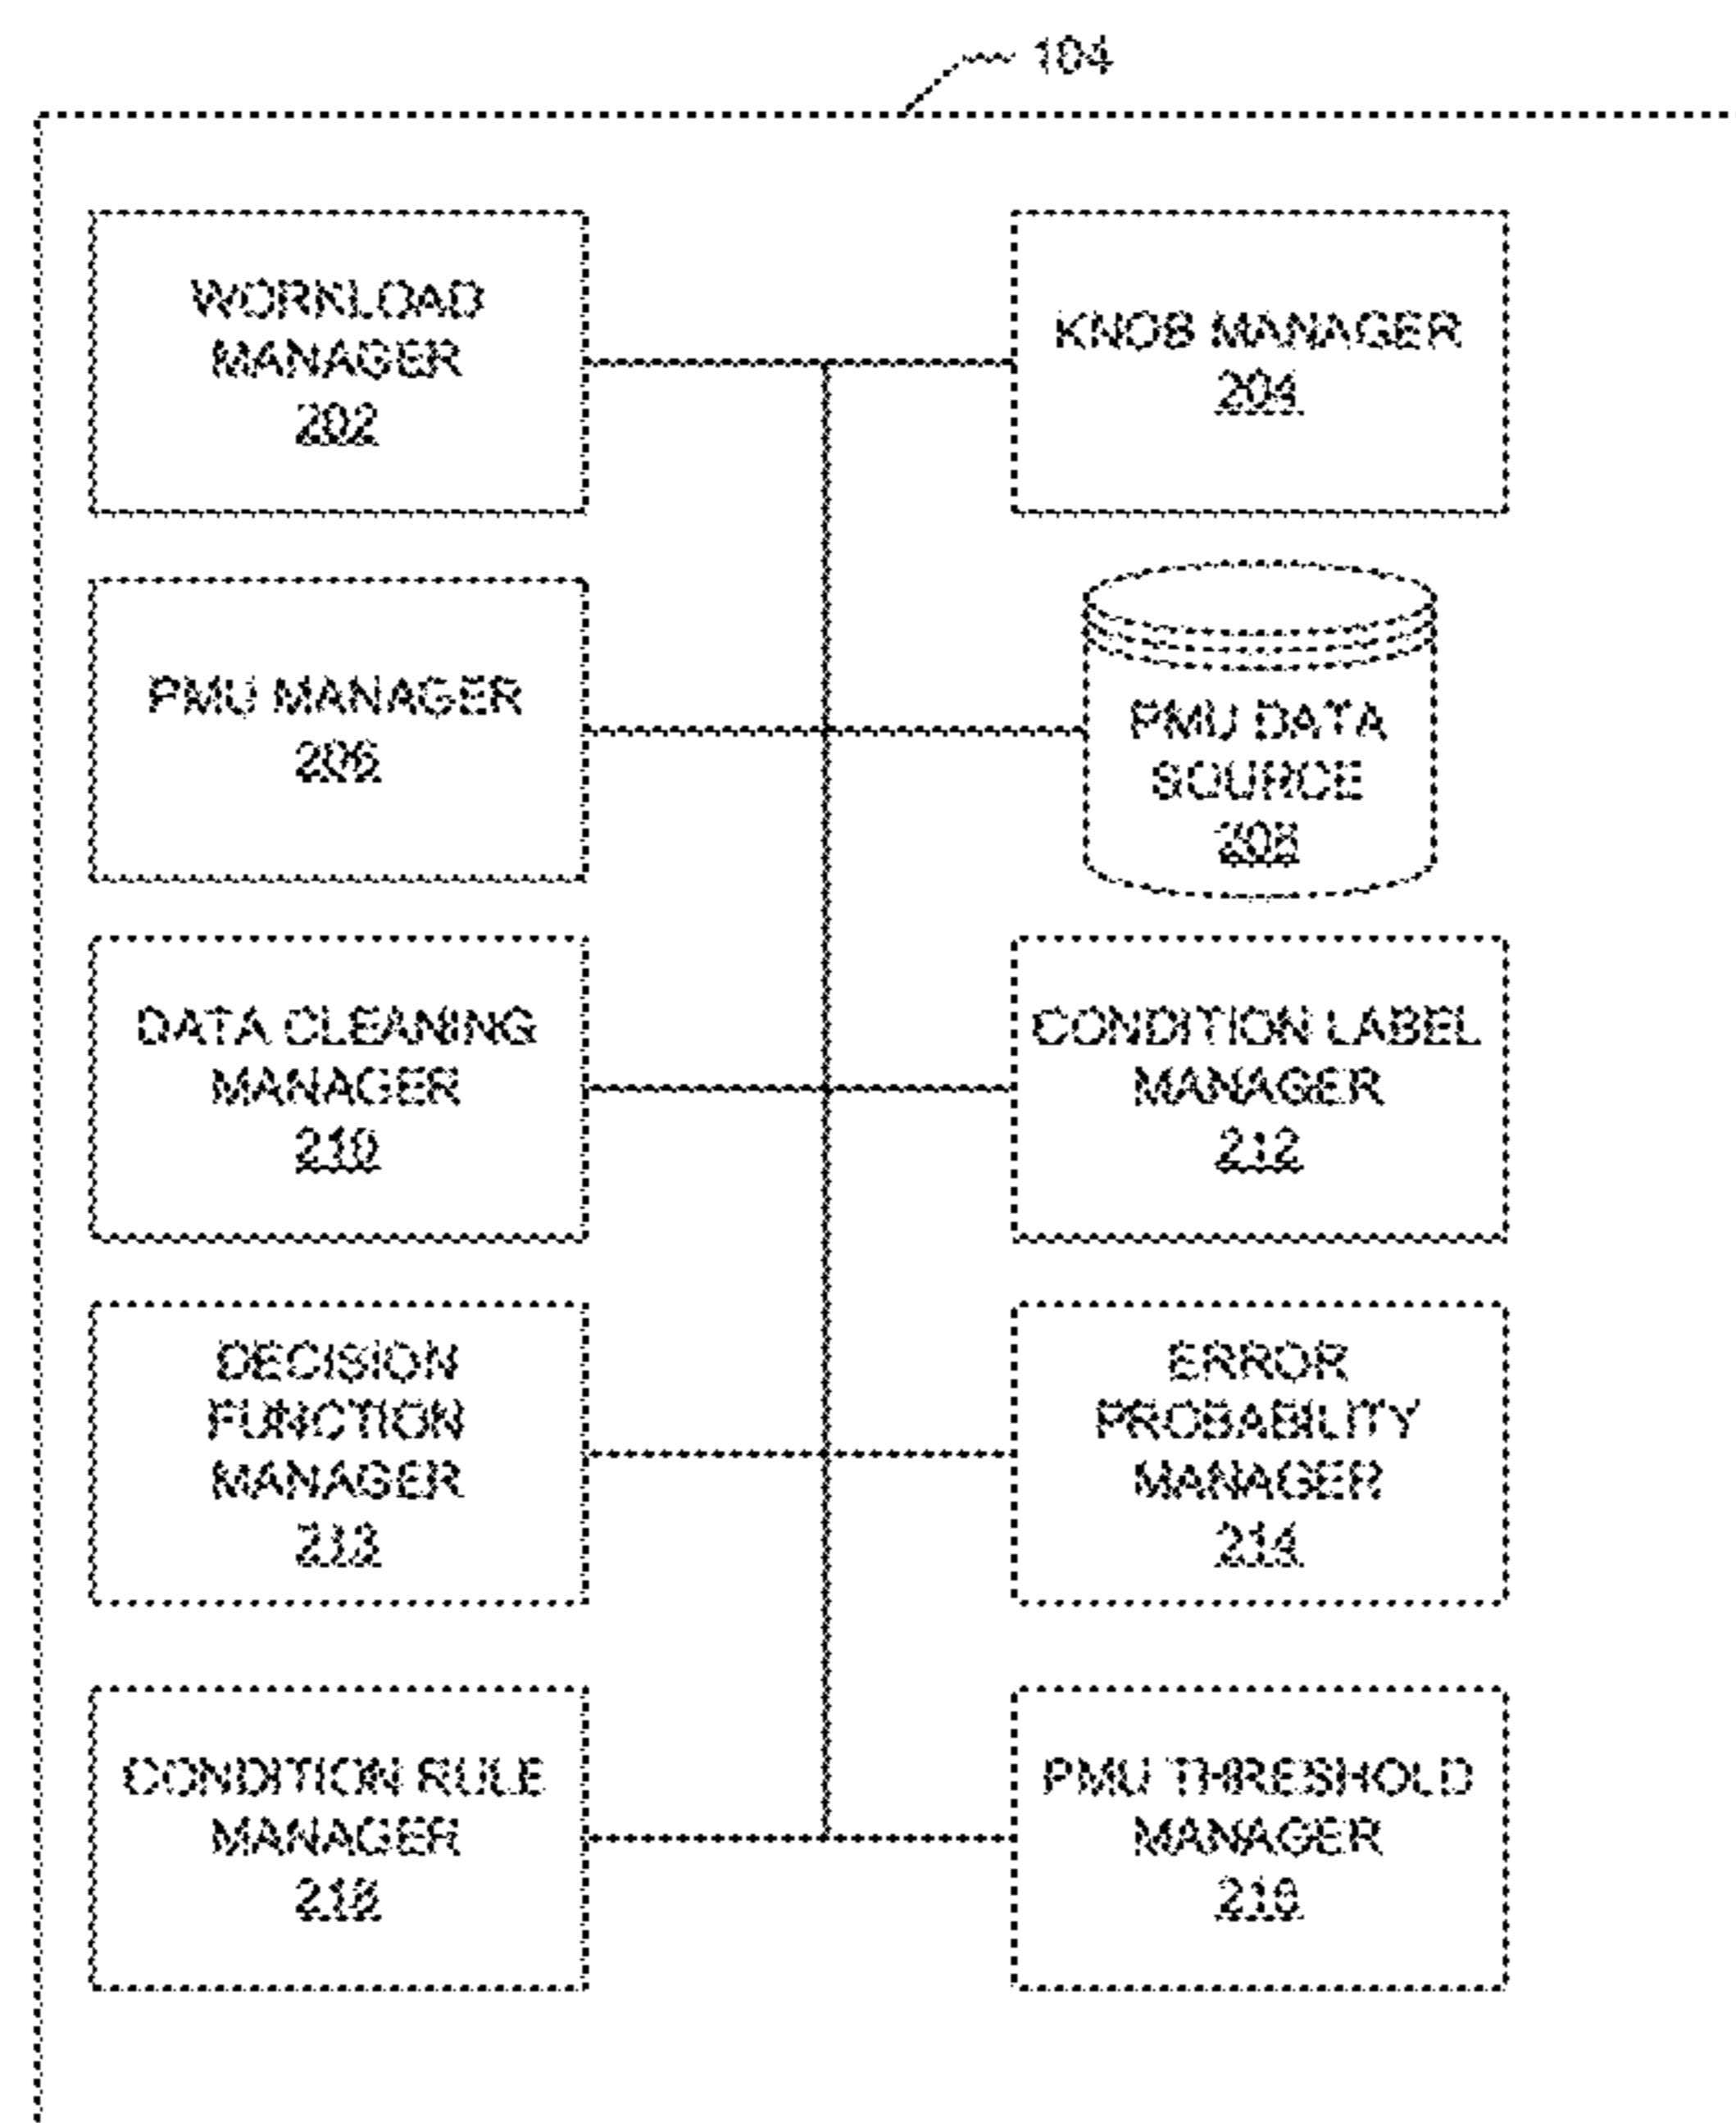 104
WORKLOAD
MANAGER
202
KNOB MANAGER
204
PMU MANAGER
206
PMU DATA
SOURCE
208
DATA CLEANING
MANAGER
210
CONDITION LABEL
MANAGER
212
DECISION
FUNCTION
MANAGER
213
ERROR
PROBABILITY
MANAGER
214
CONDITION RULE
MANAGER
218
PMU THRESHOLD
MANAGER
216